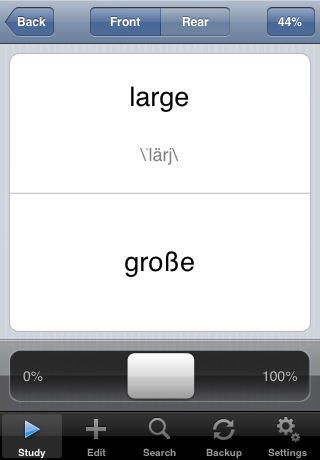 Back Front Rear 44%
large
\ˈlärj\
große
0% 100%
Study Edit Search Backup Settings